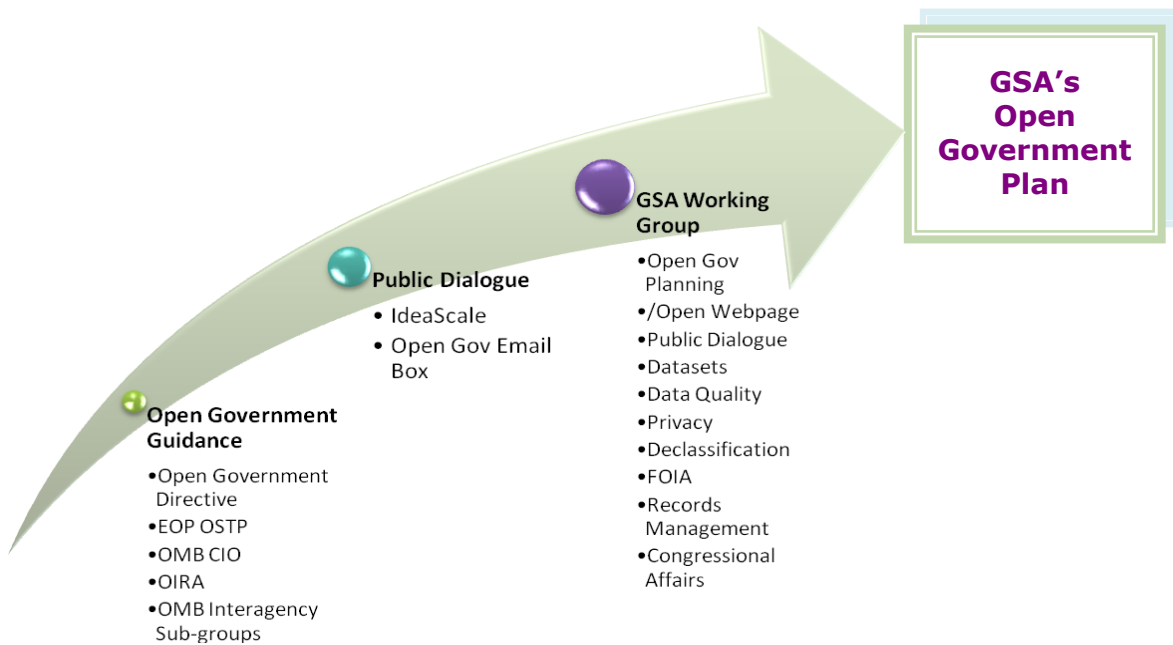 GSA's
Open
Government
Plan
GSA Working
Group
•Open Gov
Planning
•/Open Webpage
•Public Dialogue
•Datasets
•Data Quality
•Privacy
•Declassification
•FOIA
•Records
Management
•Congressional
Affairs
Public Dialogue
• IdeaScale
• Open Gov Email
Box
Open Government
Guidance
•Open Government
Directive
•EOP OSTP
•OMB CIO
•OIRA
•OMB Interagency
Sub-groups